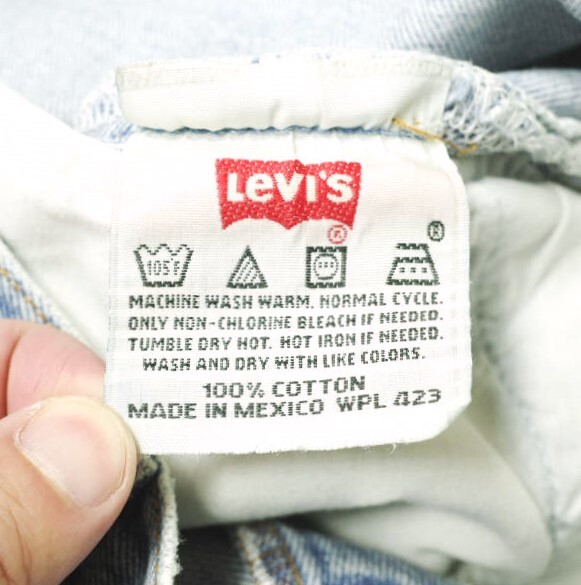 LEVI'S
®
®
105F
MACHINE WASH WARM. NORMAL CYCLE.
ONLY NON-CHLORINE BLEACH IF NEEDED.
TUMBLE DRY HOT. HOT IRON IF NEEDED.
WASH AND DRY WITH LIKE COLORS.
100% COTTON
MADE IN MEXICO WPL 423